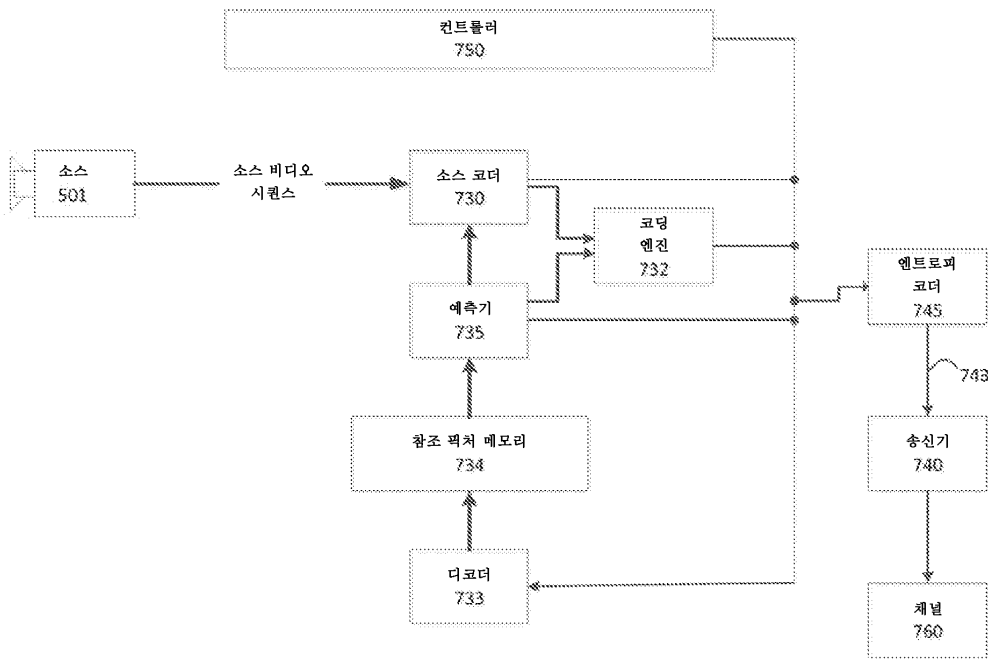 컨트롤러
750
소스
501
소스 비디오
시퀀스
소스 코더
730
코딩
엔진
732
예측기
735
엔트로피
코더
745
743
참조 픽처 메모리
734
송신기
740
디코더
733
채널
760